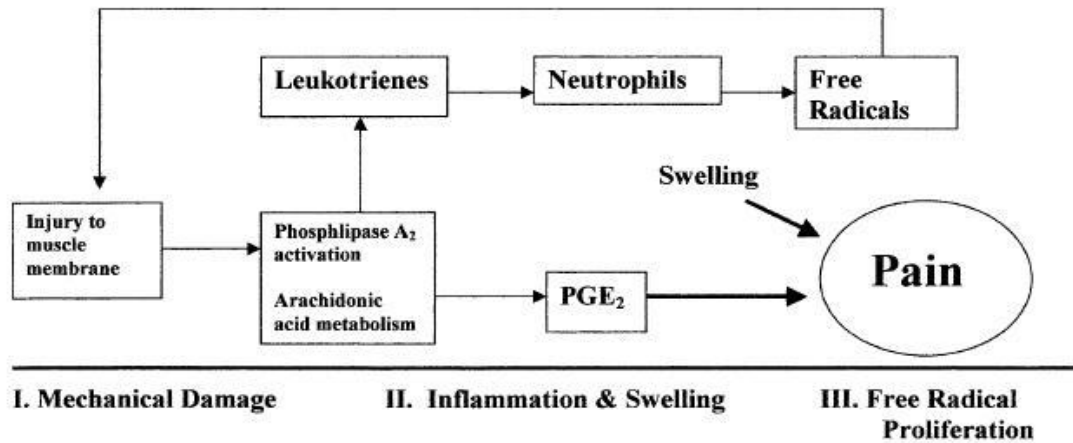 Leukotrienes
Neutrophils
Free
Radicals
Swelling
Injury to
muscle
membrane
Phosphlipase A₂
activation
Arachidonic
acid metabolism
PGE₂
Pain
I. Mechanical Damage
II. Inflammation & Swelling
III. Free Radical
Proliferation